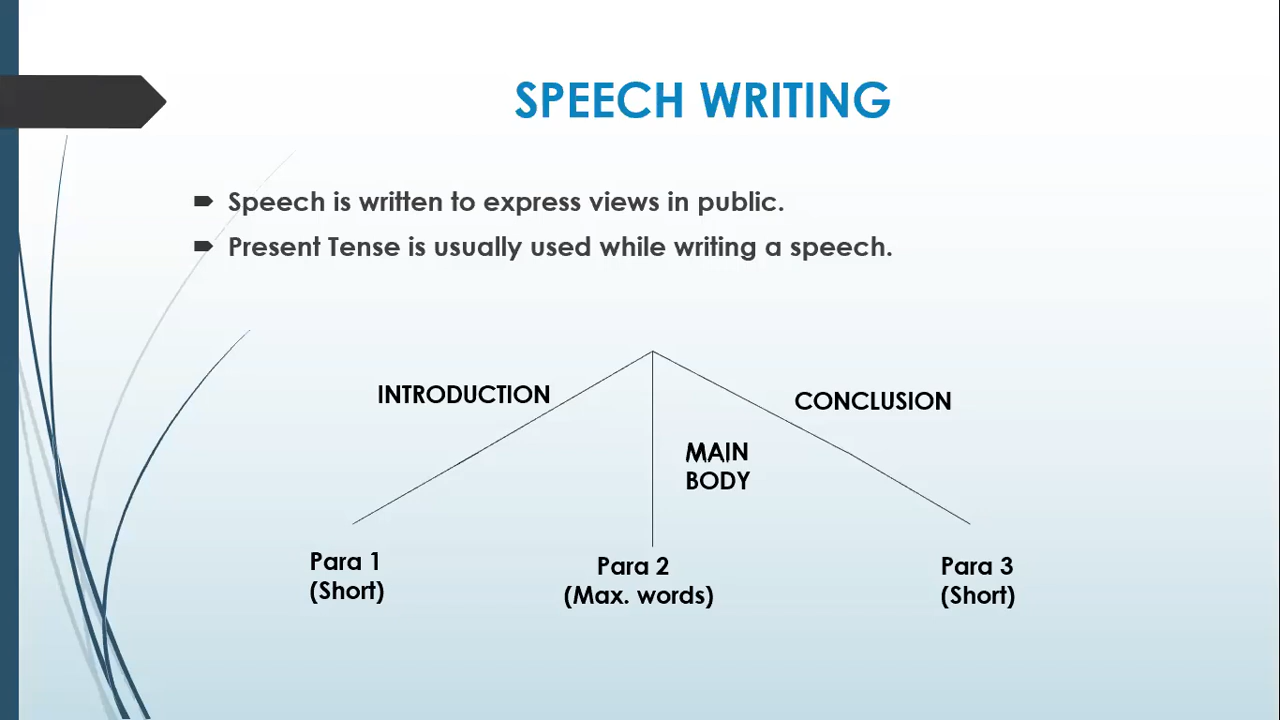 SPEECH WRITING
Speech is written to express views in public.
Present Tense is usually used while writing a speech.
INTRODUCTION
CONCLUSION
MAIN
BODY
Para 1
(Short)
Para 2
(Max. words)
Para 3
(Short)